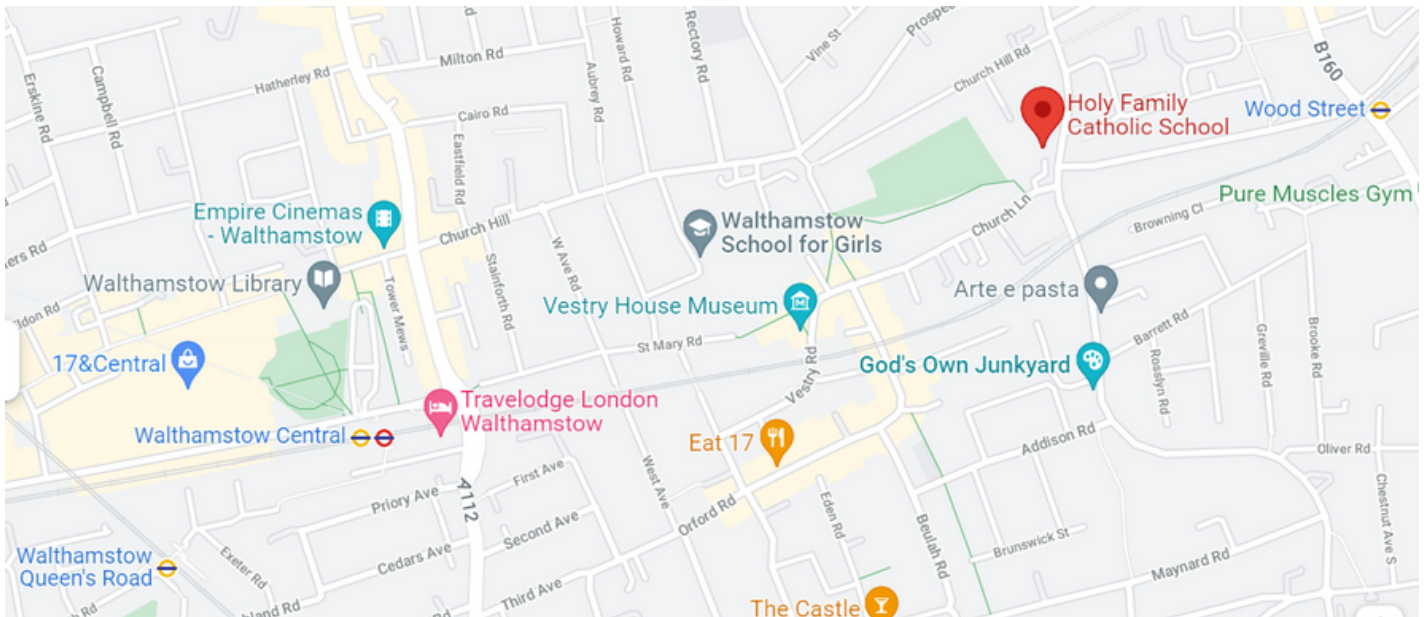 Erskine Rd
Campbell Rd
Hatherley Rd
Milton Rd
Howard Rd
Aubrey Rd
Rectory Rd
Vine St
Church Hill Rd
B160
Holy Family
Catholic School
Wood Street
Cairo Rd
Eastfield Rd
Pure Muscles Gym
Empire Cinemas
- Walthamstow
Church Hill
Walthamstow
School for Girls
Church Ln
Browning Cl
W Ave Rd
Walthamstow Library
Tower Mews
Stainforth Rd
Vestry House Museum
Arte e pasta
Barrett Rd
Greville Rd
Brooke Rd
17&Central
St Mary Rd
Vestry Rd
God's Own Junkyard
Rosslyn Rd
Travelodge London
Walthamstow
Walthamstow Central
Eat 17
Addison Rd
Oliver Rd
Priory Ave
First Ave
West Ave
A112
Orford Rd
Eden Rd
Beulah Rd
Chestnut Ave S
Second Ave
Brunswick St
Walthamstow
Queen's Road
Exeter Rd
Cedars Ave
Maynard Rd
Third Ave
The Castle